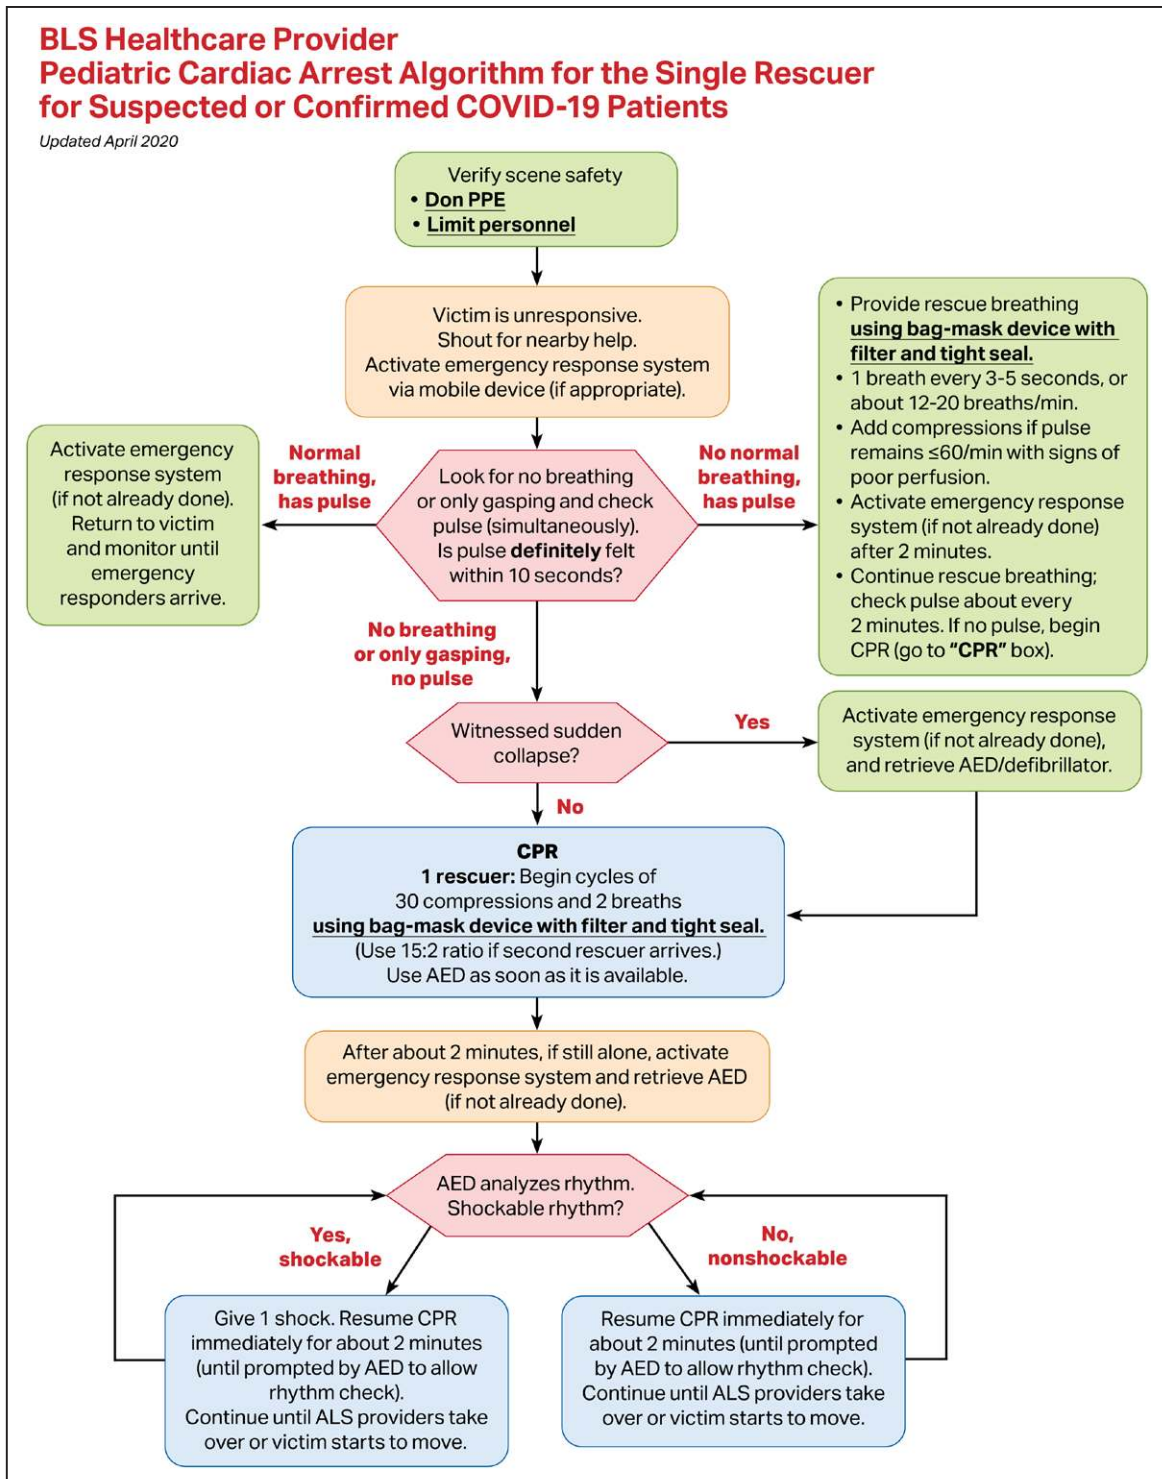 BLS Healthcare Provider
Pediatric Cardiac Arrest Algorithm for the Single Rescuer
for Suspected or Confirmed COVID-19 Patients
Updated April 2020
Verify scene safety
• Don PPE
• Limit personnel
Victim is unresponsive.
Shout for nearby help.
Activate emergency response system
via mobile device (if appropriate).
Normal
breathing,
has pulse
Activate emergency
response system
(if not already done).
Return to victim
and monitor until
emergency
responders arrive.
Look for no breathing
or only gasping and check
pulse (simultaneously).
Is pulse definitely felt
within 10 seconds?
No normal
breathing,
has pulse
• Provide rescue breathing
using bag-mask device with
filter and tight seal.
• 1 breath every 3-5 seconds, or
about 12-20 breaths/min.
• Add compressions if pulse
remains ≤60/min with signs of
poor perfusion.
• Activate emergency response
system (if not already done)
after 2 minutes.
• Continue rescue breathing;
check pulse about every
2 minutes. If no pulse, begin
CPR (go to “CPR” box).
No breathing
or only gasping,
no pulse
Witnessed sudden
collapse?
Yes
Activate emergency response
system (if not already done),
and retrieve AED/defibrillator.
No
CPR
1 rescuer: Begin cycles of
30 compressions and 2 breaths
using bag-mask device with filter and tight seal.
(Use 15:2 ratio if second rescuer arrives.)
Use AED as soon as it is available.
After about 2 minutes, if still alone, activate
emergency response system and retrieve AED
(if not already done).
AED analyzes rhythm.
Shockable rhythm?
Yes,
shockable
No,
nonshockable
Give 1 shock. Resume CPR
immediately for about 2 minutes
(until prompted by AED to allow
rhythm check).
Continue until ALS providers take
over or victim starts to move.
Resume CPR immediately for
about 2 minutes (until prompted
by AED to allow rhythm check).
Continue until ALS providers take
over or victim starts to move.